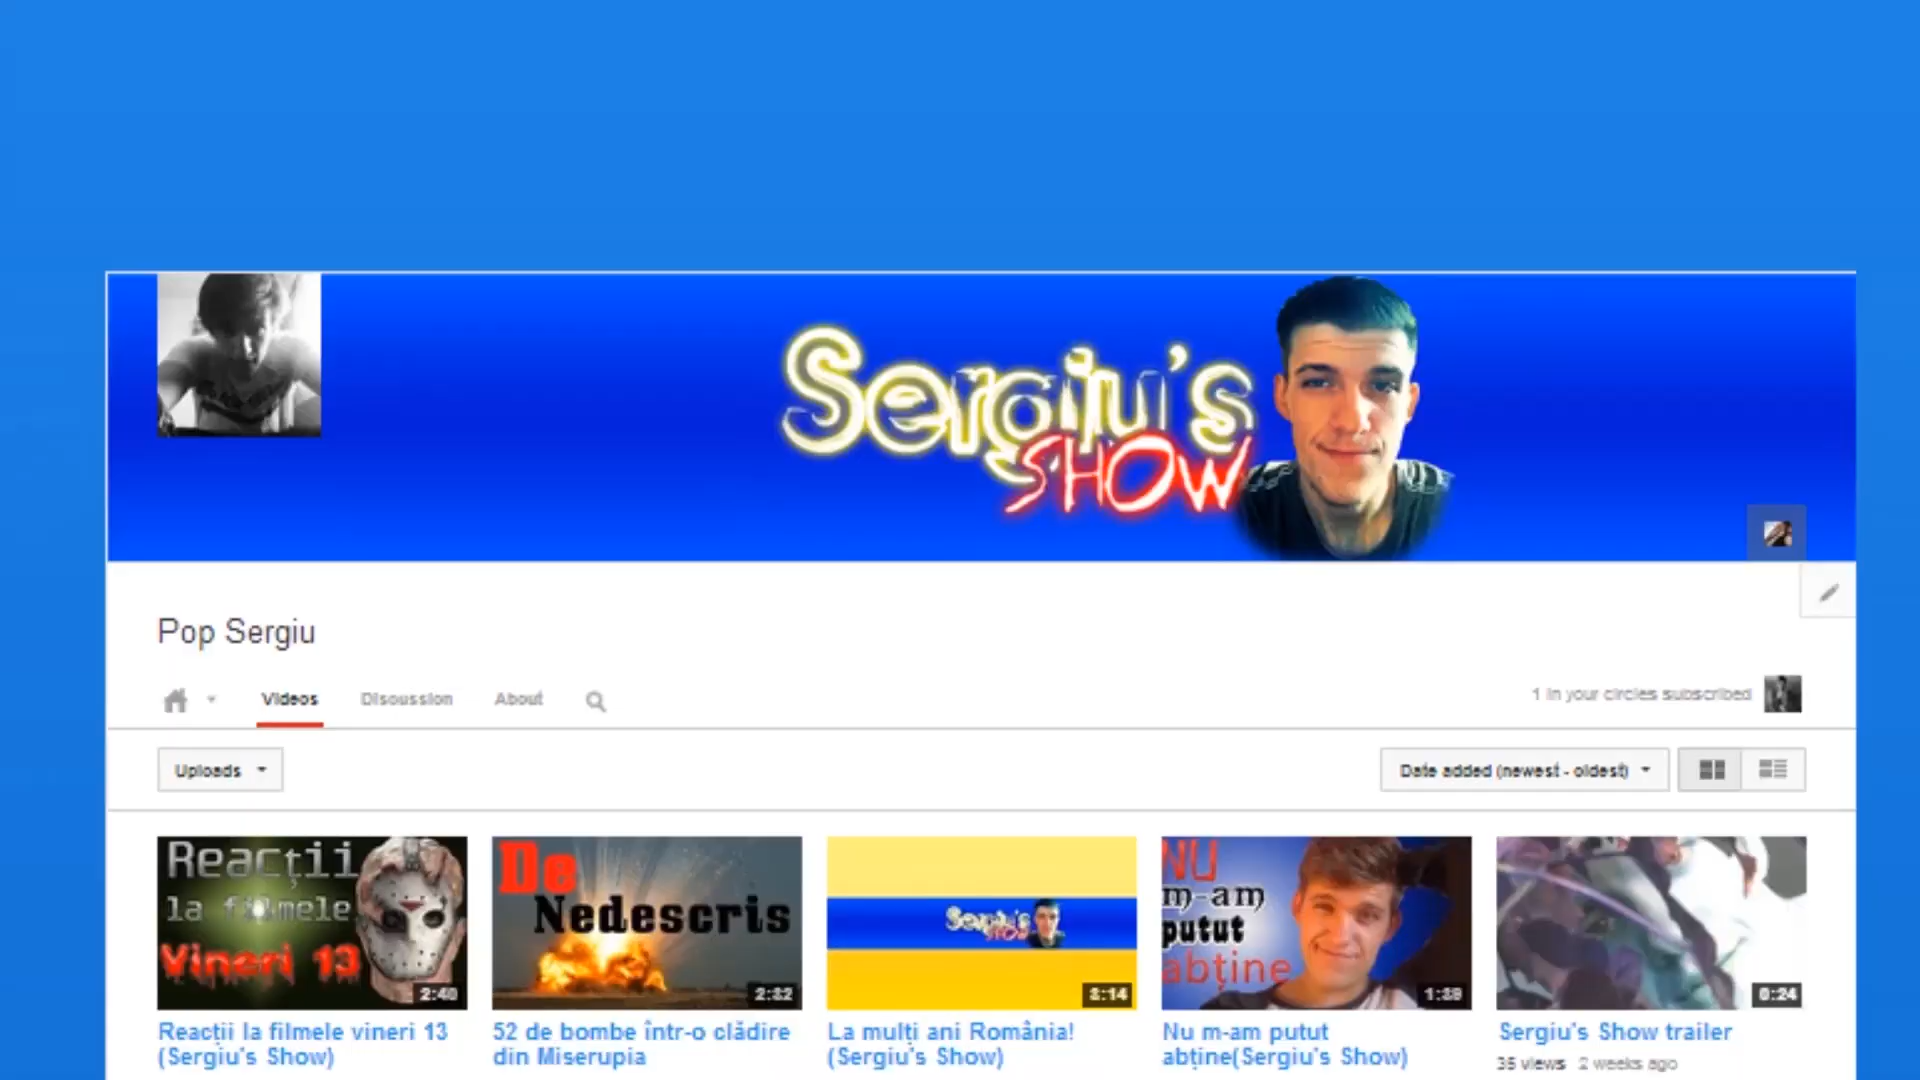 Sergiu's
SHOW
Pop Sergiu
Videos
Discussion
About
1 in your circles subscribed
Uploads
Date added (newest - oldest)
Reacții
la filmele
Vineri 13
2:40
De
Nedescris
2:32
Sergiu's
SHOW
3:14
NU
m-am
putut
abține
0:24
Reacții la filmele vineri 13
(Sergiu's Show)
52 de bombe într-o clădire
din Miserupia
La mulți ani România!
(Sergiu's Show)
Nu m-am putut
abține(Sergiu's Show)
Sergiu's Show trailer
35 views 2 weeks ago